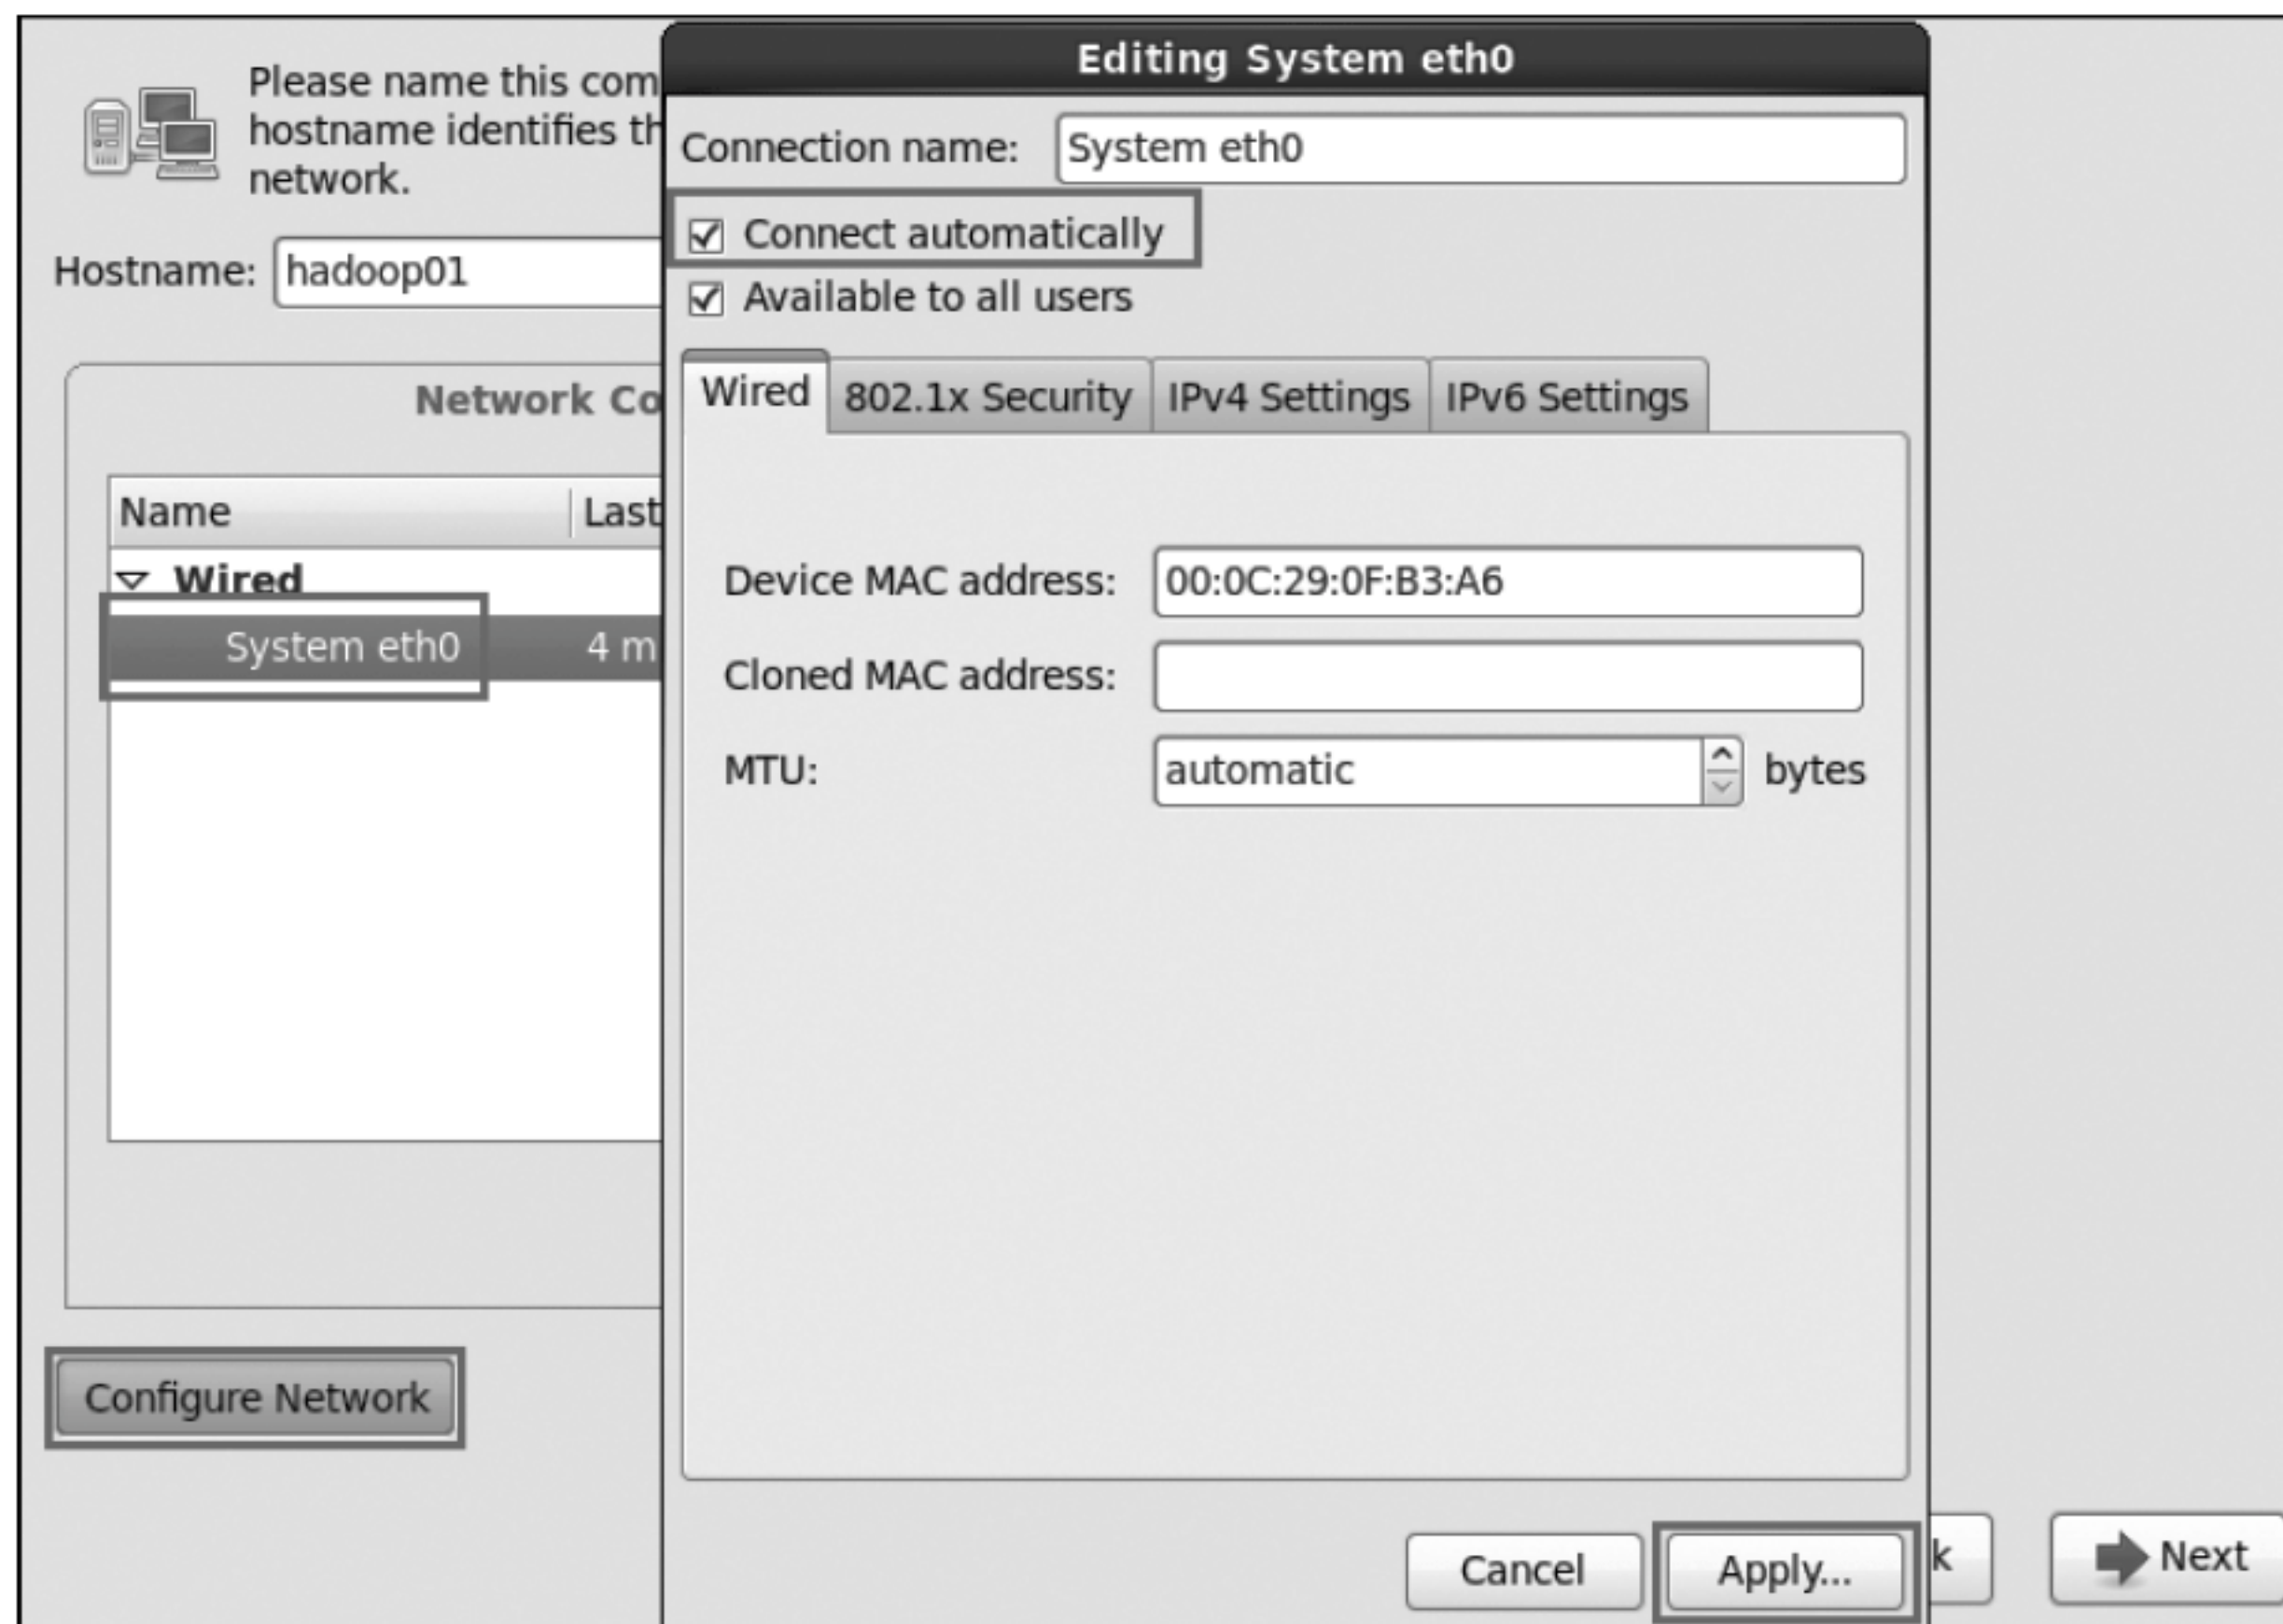 Please name this com
hostname identifies th
network.
Hostname: hadoop01
Network Co
Name Last
Wired
System eth0 4 m
Configure Network
Editing System eth0
Connection name: System eth0
Connect automatically
Available to all users
Wired 802.1x Security IPv4 Settings IPv6 Settings
Device MAC address: 00:0C:29:0F:B3:A6
Cloned MAC address:
MTU: automatic bytes
Cancel Apply... k Next